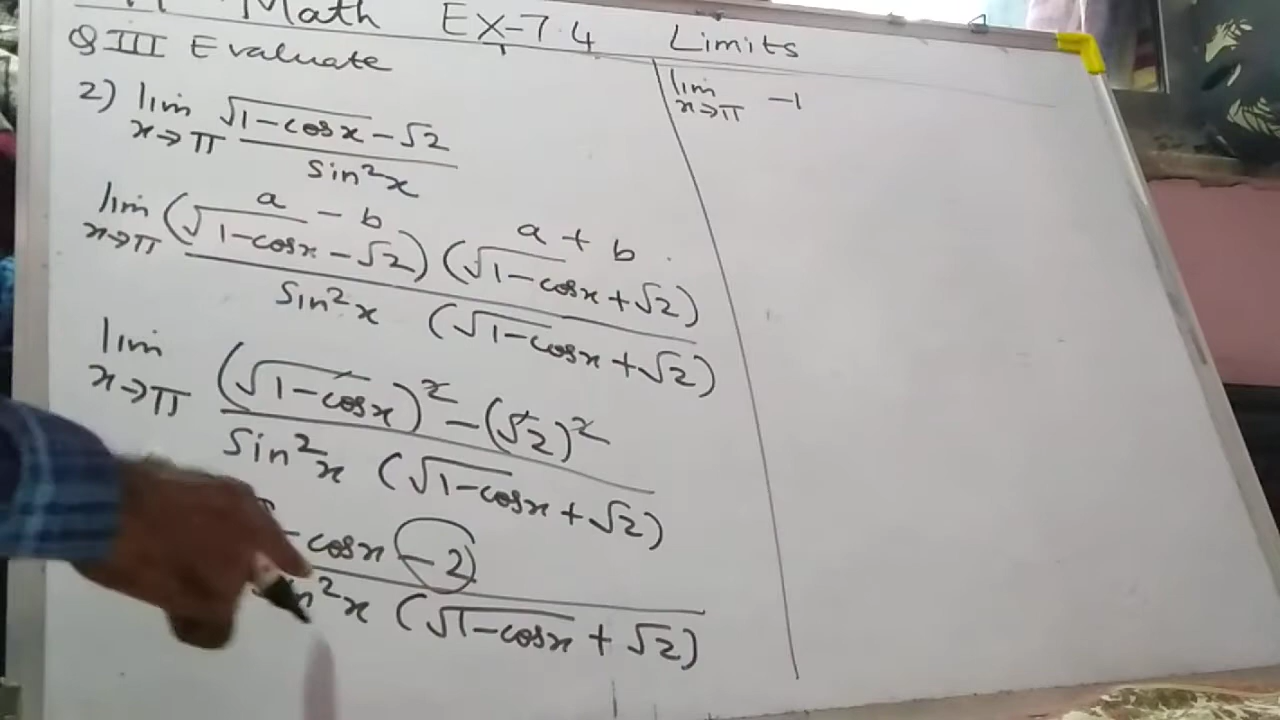 Math EX-7.4 Limits
Q III Evaluate
2) lim x→π (√(1-cosx) - √2) / sin²x
a - b a + b
lim x→π (√(1-cosx) - √2) (√(1-cosx) + √2) / sin²x (√(1-cosx) + √2)
lim x→π (√(1-cosx))² - (√2)² / sin²x (√(1-cosx) + √2)
- cosx - 2 / x (√(1-cosx) + √2)
lim x→π -1